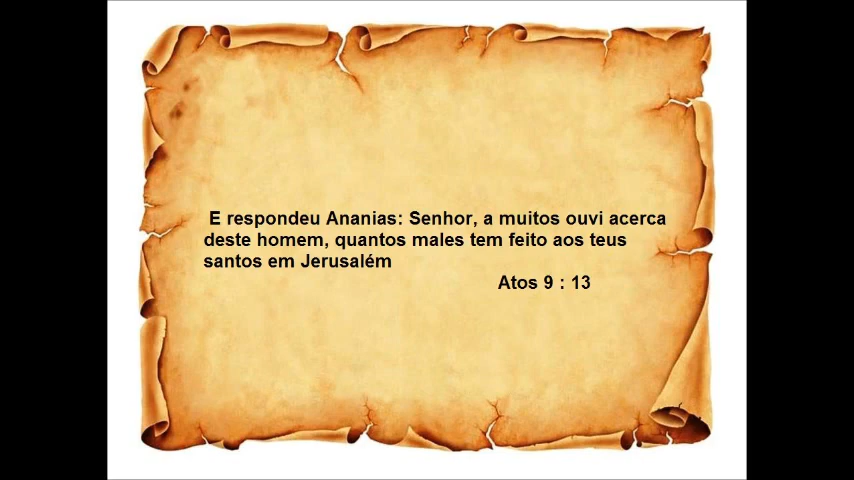 E respondeu Ananias: Senhor, a muitos ouvi acerca
deste homem, quantos males tem feito aos teus
santos em Jerusalém
Atos 9 : 13